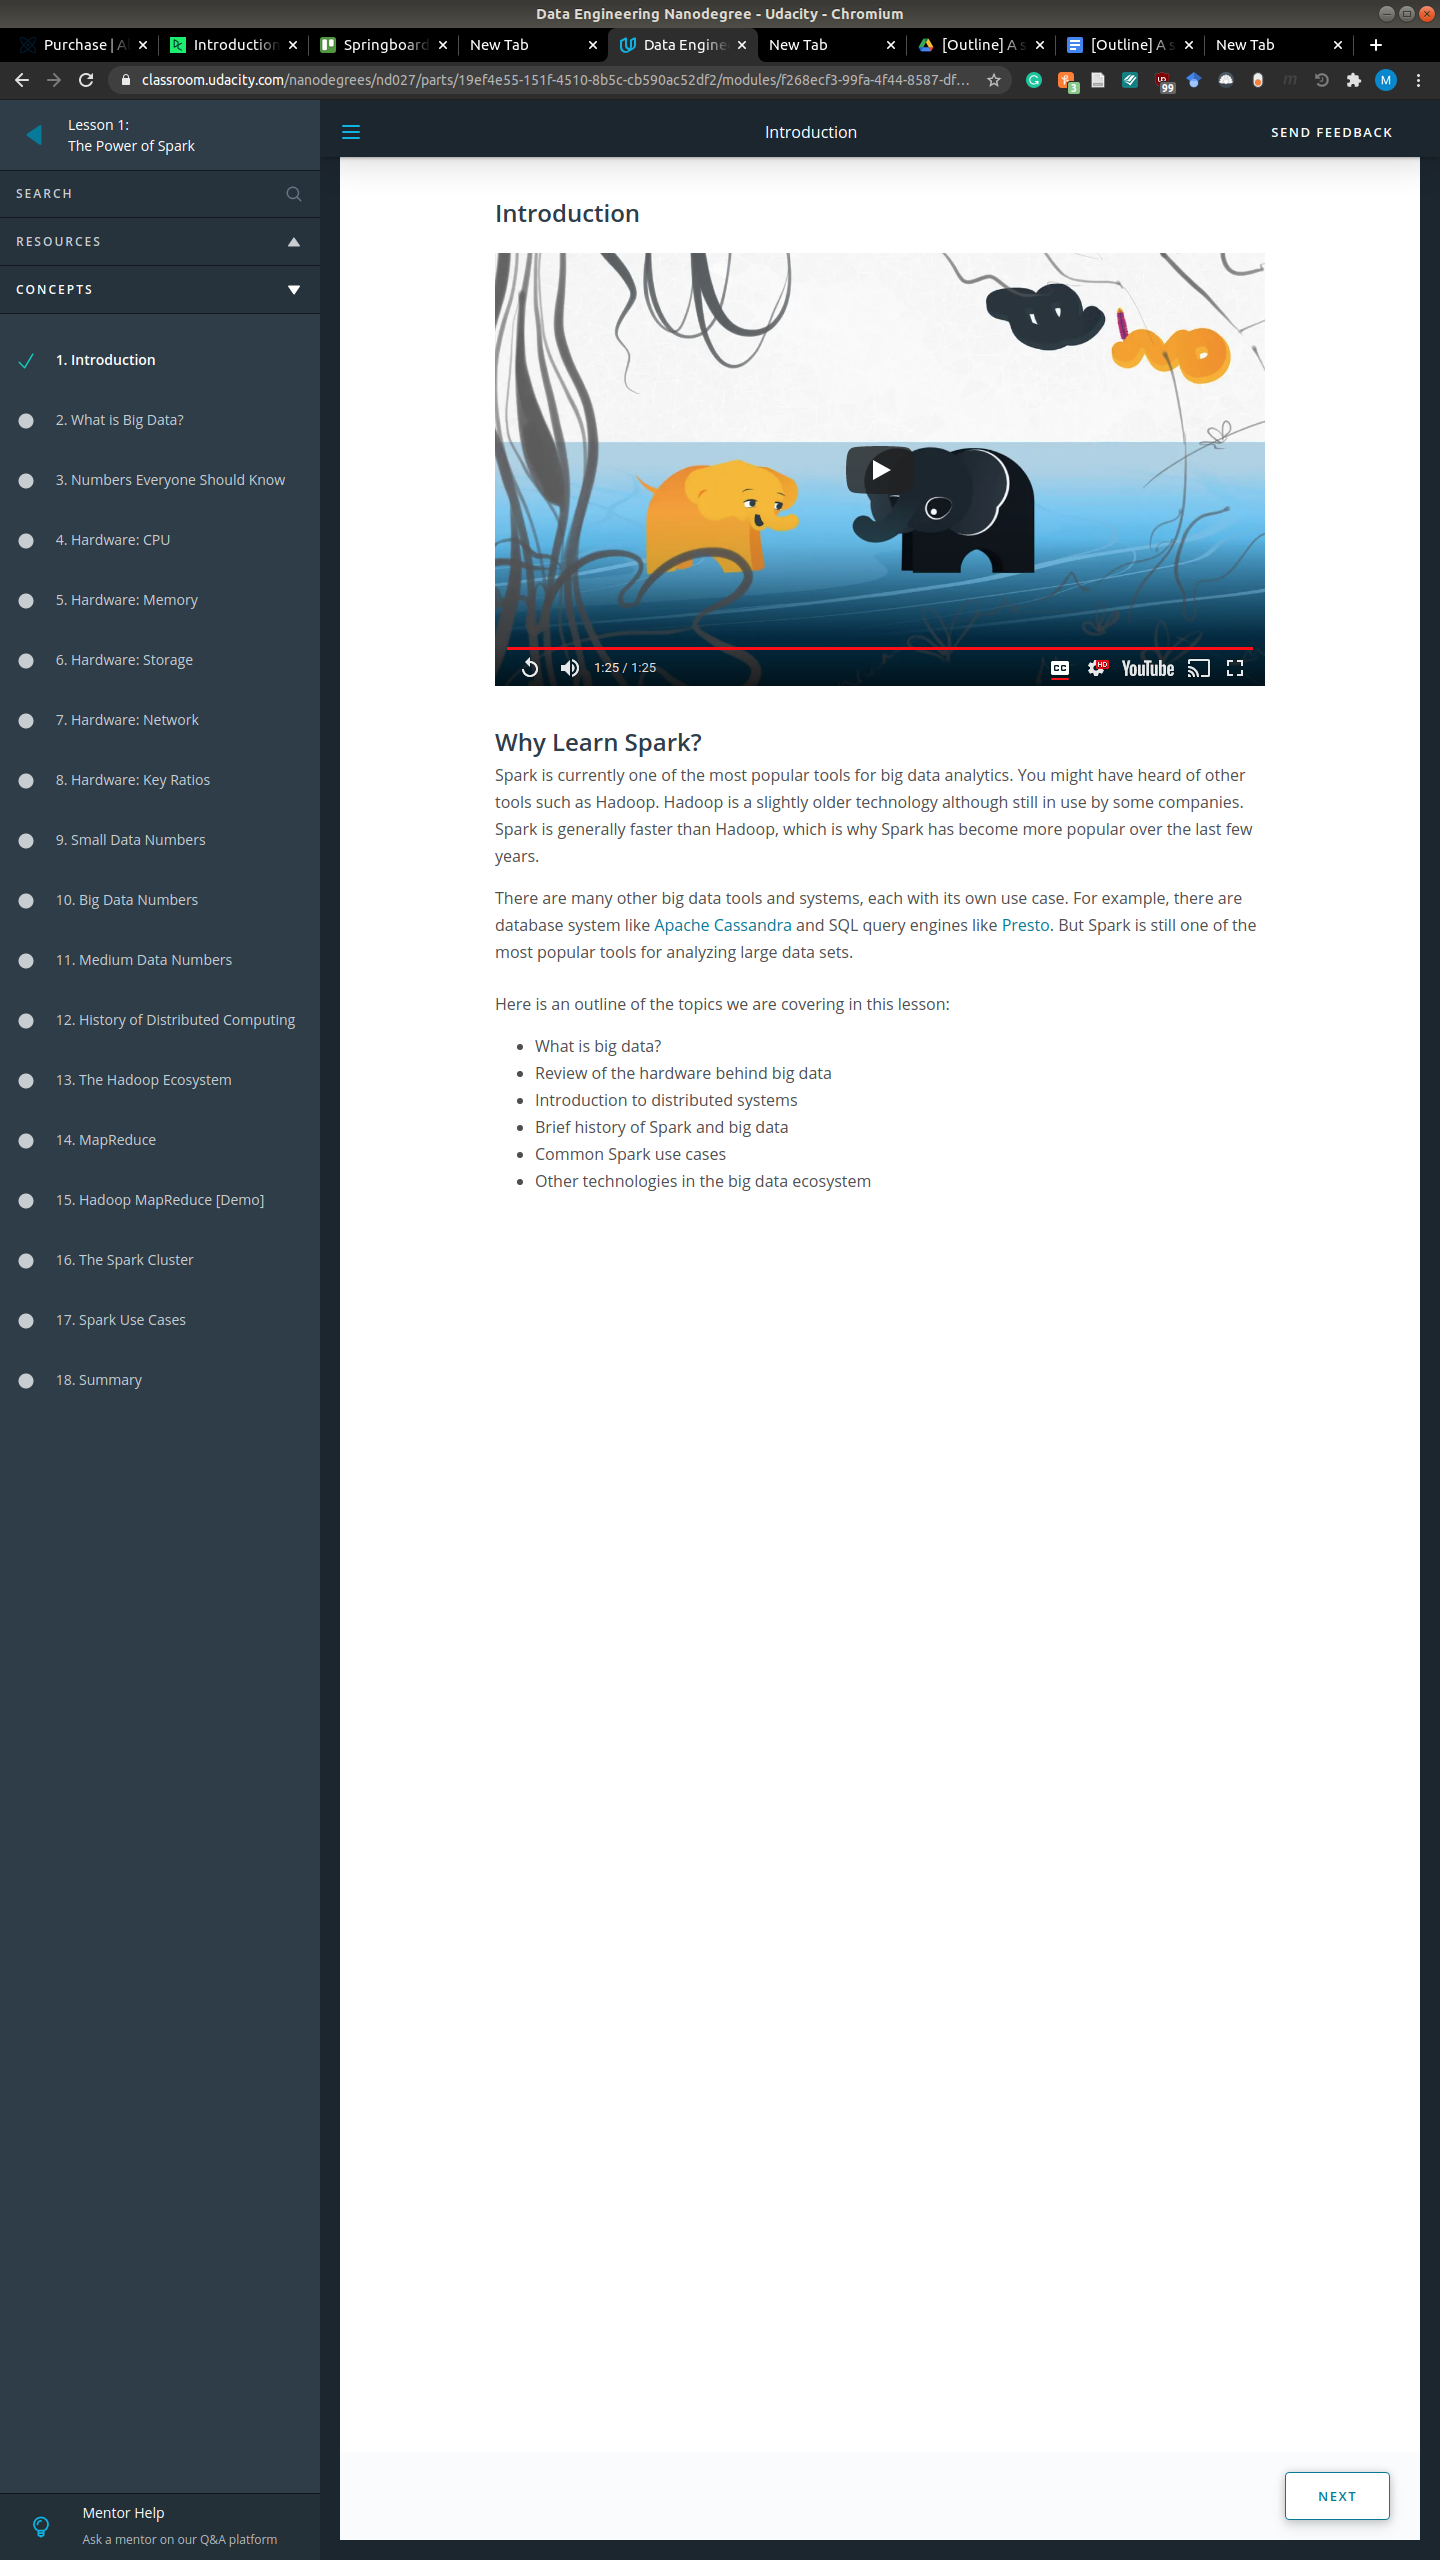 Data Engineering Nanodegree - Udacity - Chromium
Purchase | A
Introduction
Springboard
New Tab
Data Engine
New Tab
[Outline] A s
[Outline] A s
New Tab
classroom.udacity.com/nanodegrees/nd027/parts/19ef4e55-151f-4510-8b5c-cb590ac52df2/modules/f268ecf3-99fa-4f44-8587-df...
3
99
M
Lesson 1:
The Power of Spark
Introduction
SEND FEEDBACK
SEARCH
RESOURCES
CONCEPTS
1. Introduction
2. What is Big Data?
3. Numbers Everyone Should Know
4. Hardware: CPU
5. Hardware: Memory
6. Hardware: Storage
7. Hardware: Network
8. Hardware: Key Ratios
9. Small Data Numbers
10. Big Data Numbers
11. Medium Data Numbers
12. History of Distributed Computing
13. The Hadoop Ecosystem
14. MapReduce
15. Hadoop MapReduce [Demo]
16. The Spark Cluster
17. Spark Use Cases
18. Summary
Mentor Help
Ask a mentor on our Q&A platform
Introduction
1:25 / 1:25
CC
HD
YouTube
Why Learn Spark?
Spark is currently one of the most popular tools for big data analytics. You might have heard of other
tools such as Hadoop. Hadoop is a slightly older technology although still in use by some companies.
Spark is generally faster than Hadoop, which is why Spark has become more popular over the last few
years.
There are many other big data tools and systems, each with its own use case. For example, there are
database system like Apache Cassandra and SQL query engines like Presto. But Spark is still one of the
most popular tools for analyzing large data sets.
Here is an outline of the topics we are covering in this lesson:
What is big data?
Review of the hardware behind big data
Introduction to distributed systems
Brief history of Spark and big data
Common Spark use cases
Other technologies in the big data ecosystem
NEXT